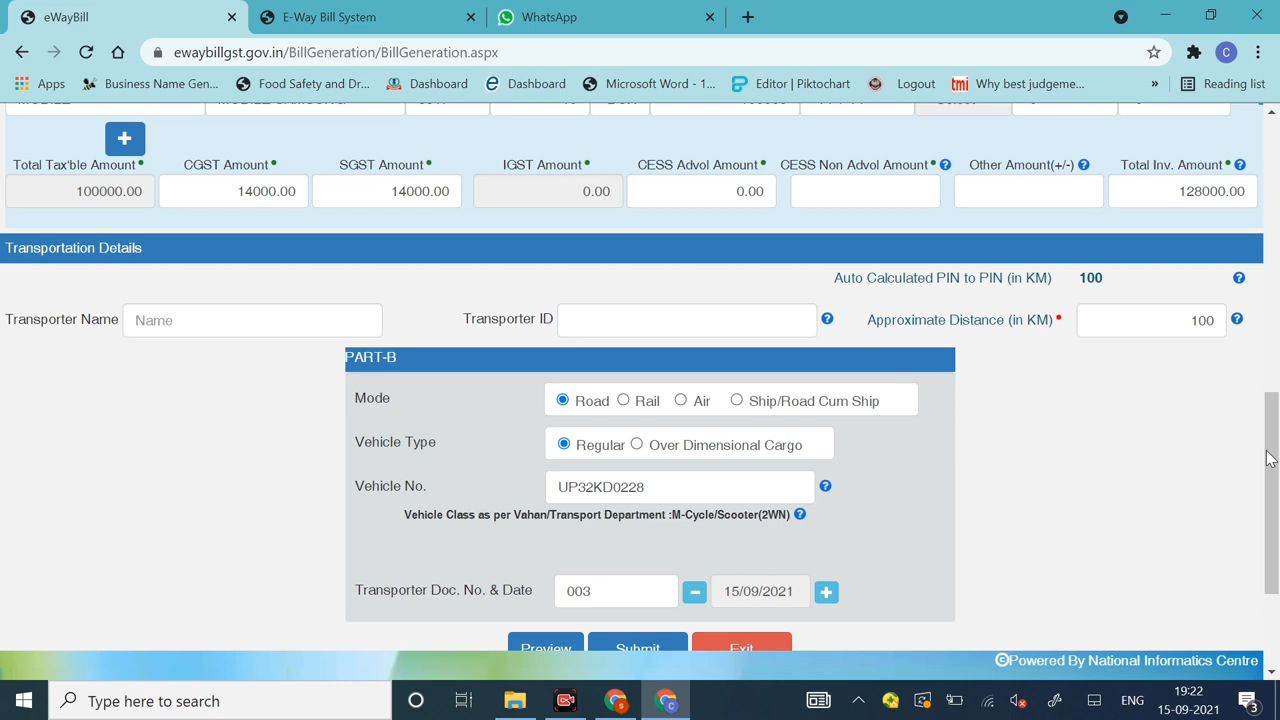 eWayBill
E-Way Bill System
WhatsApp
ewaybillgst.gov.in/BillGeneration/BillGeneration.aspx
C
Apps
Business Name Gen...
Food Safety and Dr...
Dashboard
Dashboard
Microsoft Word - 1...
Editor | Piktochart
Logout
tmi Why best judgeme...
»
Reading list
Total Tax'ble Amount
CGST Amount
SGST Amount
IGST Amount
CESS Advol Amount
CESS Non Advol Amount
Other Amount(+/-)
Total Inv. Amount
100000.00
14000.00
14000.00
0.00
0.00
128000.00
Transportation Details
Auto Calculated PIN to PIN (in KM) 100
Transporter Name Name
Transporter ID
Approximate Distance (in KM) 100
PART-B
Mode Road Rail Air Ship/Road Cum Ship
Vehicle Type Regular Over Dimensional Cargo
Vehicle No. UP32KD0228
Vehicle Class as per Vahan/Transport Department :M-Cycle/Scooter(2WN)
Transporter Doc. No. & Date 003 15/09/2021
Preview Submit Exit
©Powered By National Informatics Centre
Type here to search
ENG
19:22
15-09-2021
3